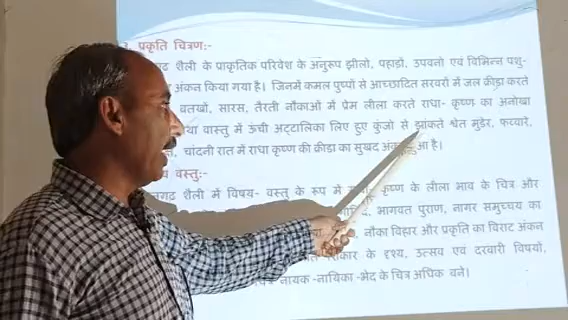 प्रकृति चित्रण:-
शैली के प्राकृतिक परिवेश के अनुरूप झीलो, पहाडो, उपवनो एवं विभिन्न पशु-
अंकन किया गया है। जिनमें कमल पुष्पों से आच्छादित सरवरों में जल क्रीड़ा करते
बतखों, सारस, तैरती नौकाओं में प्रेम लीला करते राधा- कृष्ण का अनोखा
वास्तु में ऊंची अट्टालिका लिए हुए कुंजो से झांकते श्वेत मुंडेर, फव्वारे,
चांदनी रात में राधा कृष्ण की क्रीडा का सुखद
वस्तु:-
शैली में विषय- वस्तु के रूप में कृष्ण के लीला भाव के चित्र और
भागवत पुराण, नागर समुच्चय का
नौका विहार और प्रकृति का विराट अंकन
के दृश्य, उत्सव एवं दरबारी विषयों,
नायक -नायिका -भेद के चित्र अधिक बने।